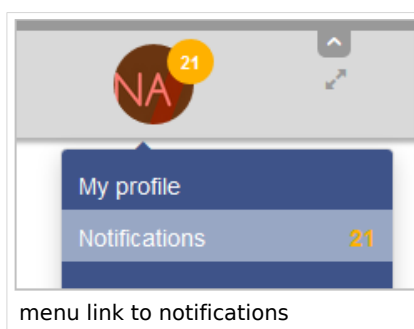 21
NA
My profile
Notifications 21
menu link to notifications